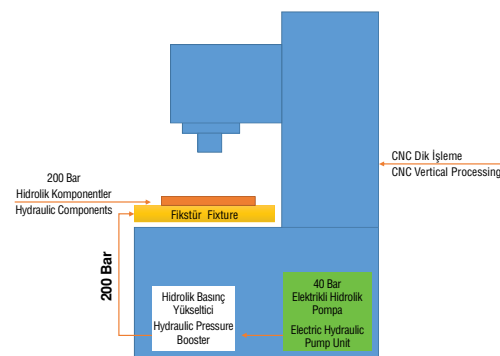 CNC Dik İşleme
CNC Vertical Processing
200 Bar
Hidrolik Komponentler
Hydraulic Components
Fikstür Fixture
200 Bar
Hidrolik Basınç
Yükseltici
Hydraulic Pressure
Booster
40 Bar
Elektrikli Hidrolik
Pompa
Electric Hydraulic
Pump Unit